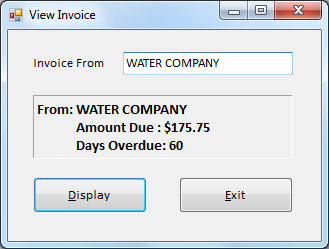 View Invoice
Invoice From WATER COMPANY
From: WATER COMPANY
Amount Due : $175.75
Days Overdue: 60
Display Exit